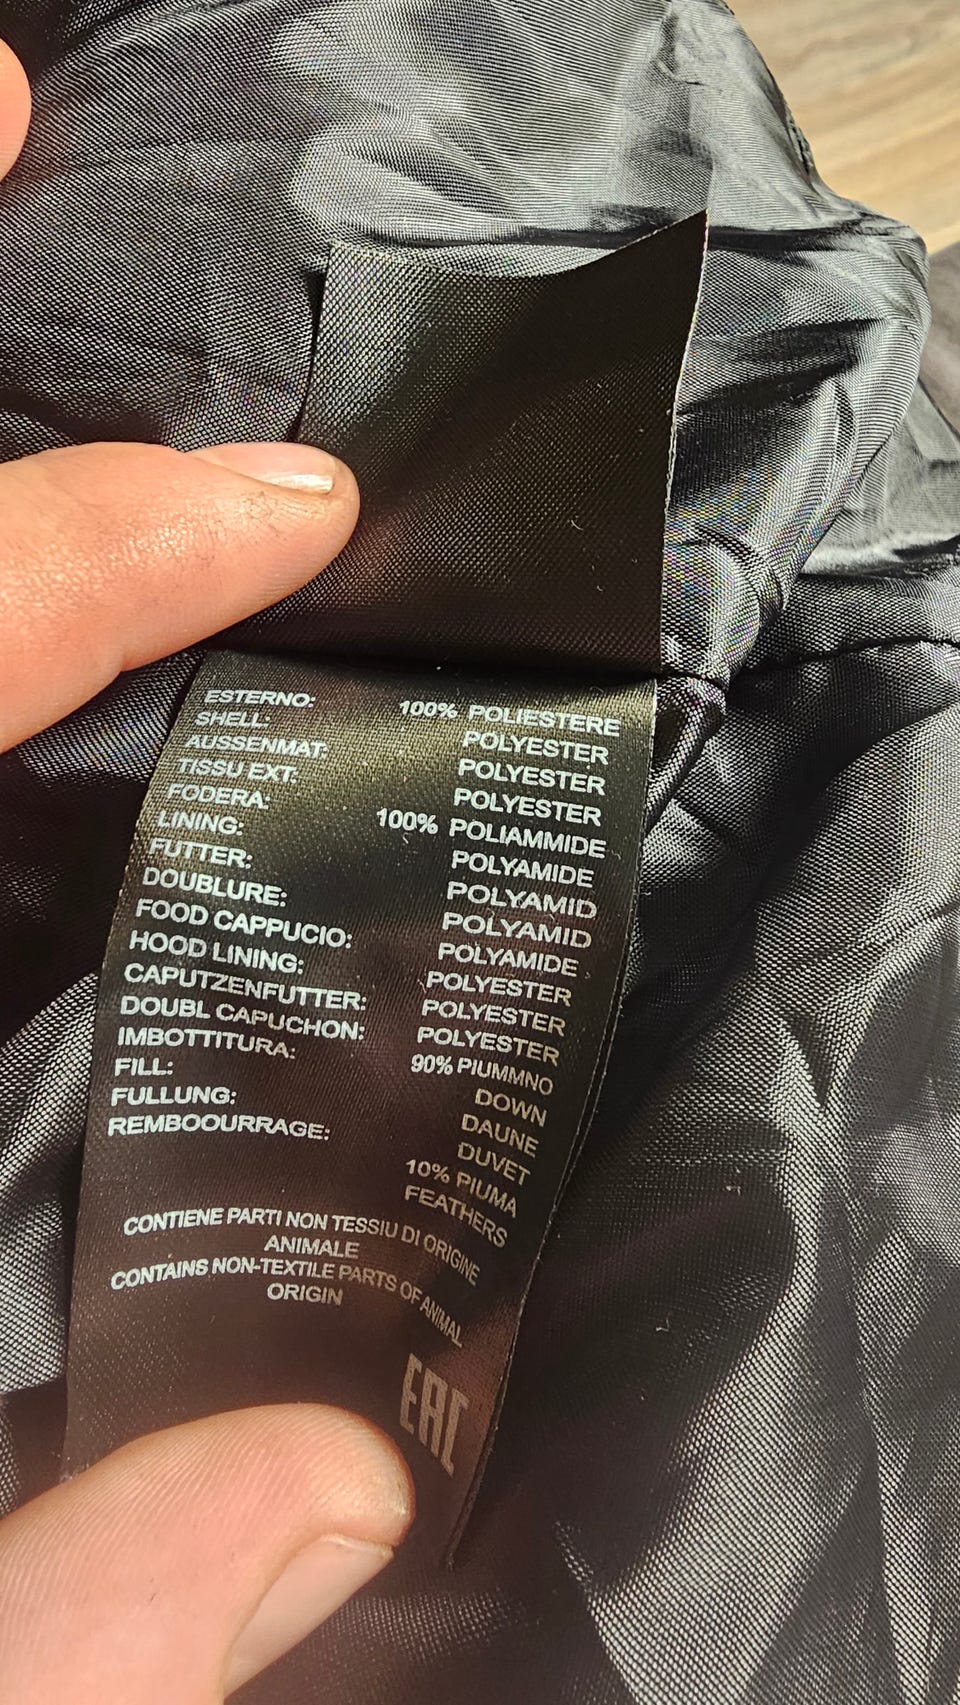 ESTERNO: 100% POLIESTERE
SHELL: POLYESTER
AUSSENMAT: POLYESTER
TISSU EXT: POLYESTER
FODERA: 100% POLIAMMIDE
LINING: POLYAMIDE
FUTTER: POLYAMID
DOUBLURE: POLYAMID
FOOD CAPPUCIO: POLYAMIDE
HOOD LINING: POLYESTER
CAPUTZENFUTTER: POLYESTER
DOUBL CAPUCHON: POLYESTER
IMBOTTITURA: 90% PIUMMNO
FILL: DOWN
FULLUNG: DAUNE
REMBOOURRAGE: DUVET
10% PIUMA
FEATHERS
CONTIENE PARTI NON TESSIU DI ORIGINE
ANIMALE
CONTAINS NON-TEXTILE PARTS OF ANIMAL
ORIGIN
EAC